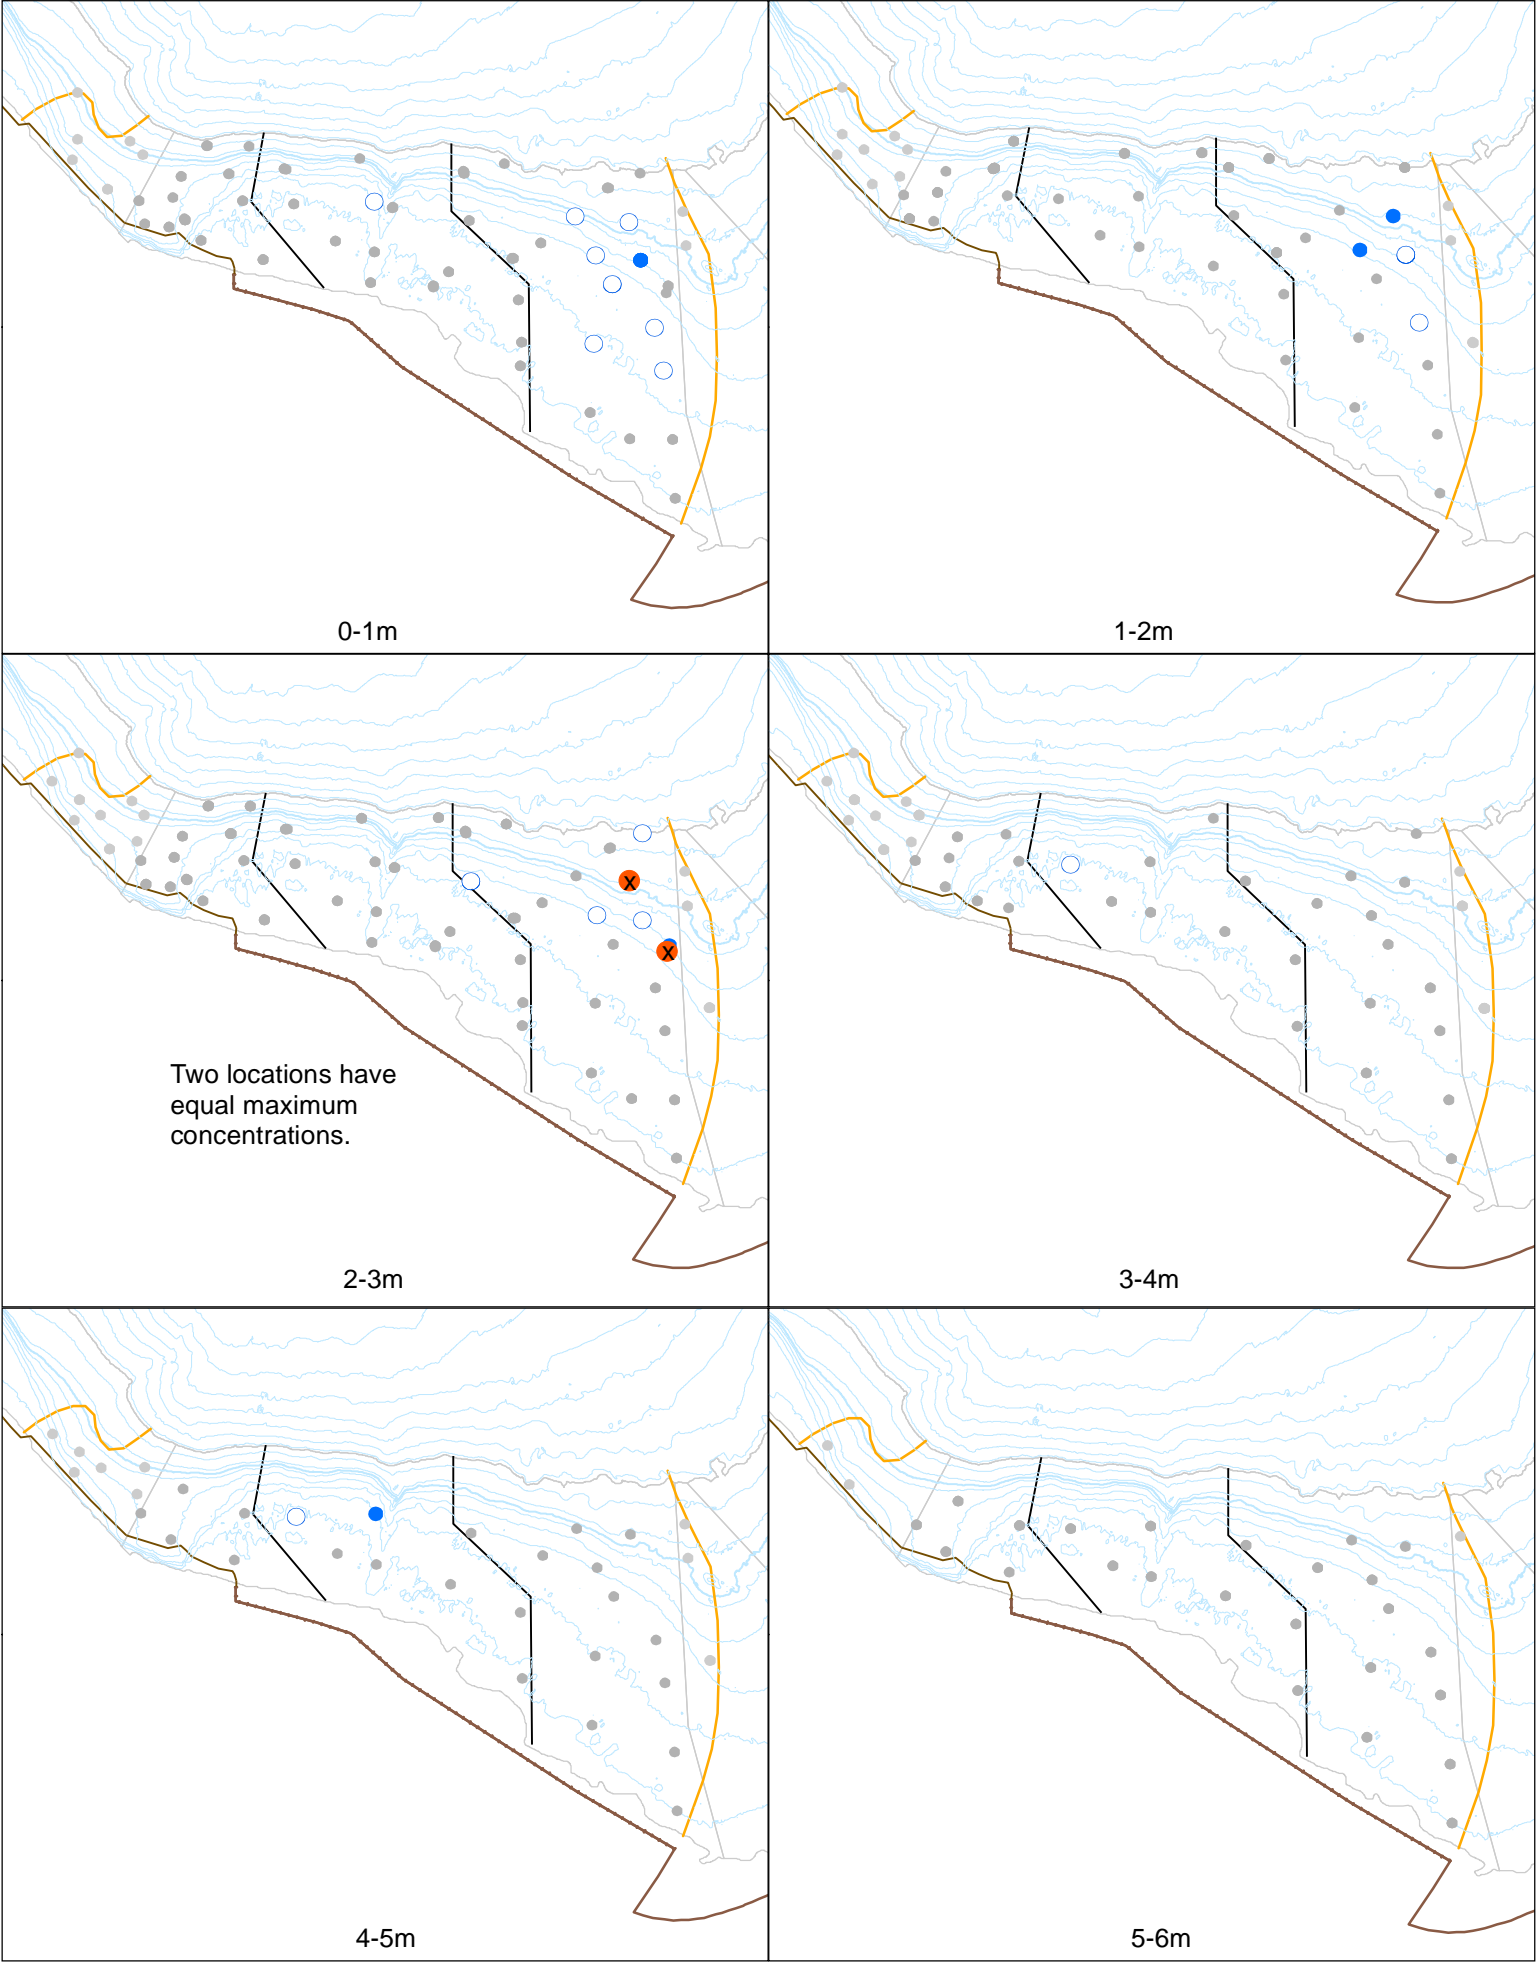 0-1m
1-2m
X
X
Two locations have
equal maximum
concentrations.
2-3m
3-4m
4-5m
5-6m